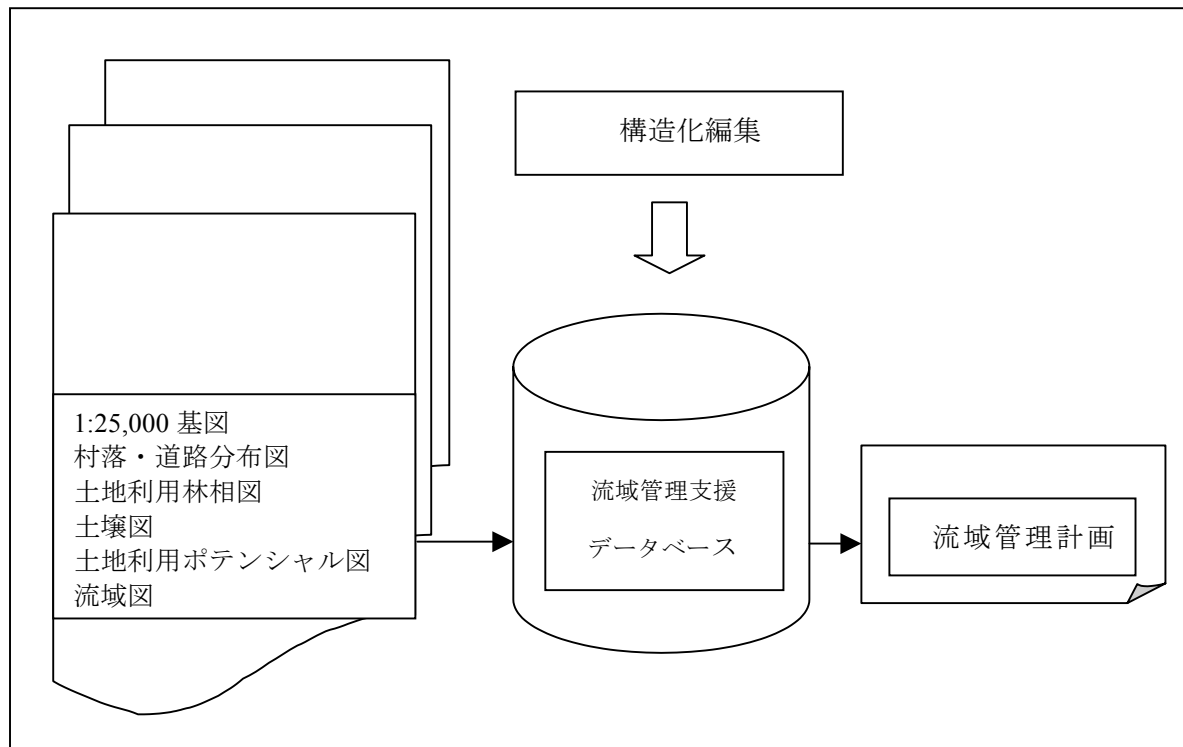 構造化編集
1:25,000 基図
村落・道路分布図
土地利用林相図
土壌図
土地利用ポテンシャル図
流域図
流域管理支援
データベース
流域管理計画